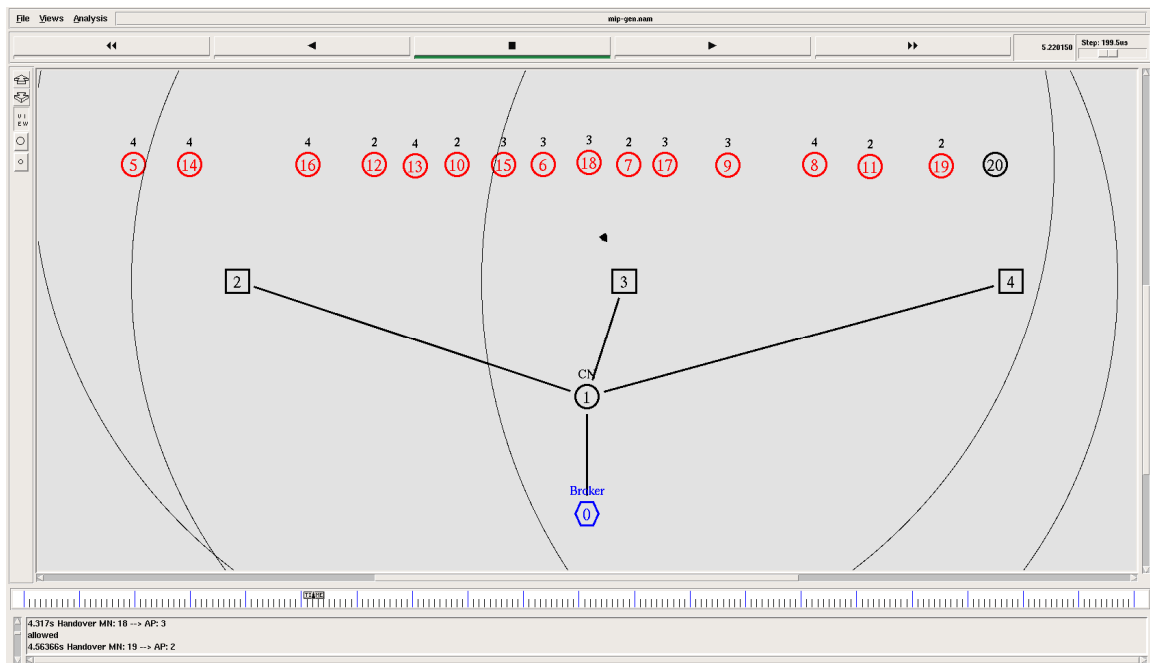 File Views Analysis mip-gen.nam
5.220150 Step: 199.5us
VI
EW
4 4 4 2 4 2 3 3 3 2 3 3 4 2 2
5 14 16 12 13 10 15 6 18 7 17 9 8 11 19 20
2 3 4
CN
1
Broker
0
TIME
4.317s Handover MN: 18 --> AP: 3
allowed
4.56366s Handover MN: 19 --> AP: 2